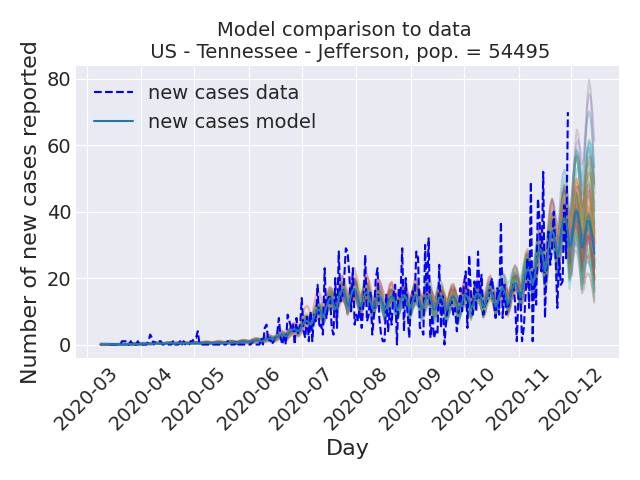 Model comparison to data
US - Tennessee - Jefferson, pop. = 54495
Number of new cases reported
80
60
40
20
0
new cases data
new cases model
2020-03
2020-04
2020-05
2020-06
2020-07
2020-08
2020-09
2020-10
2020-11
2020-12
Day